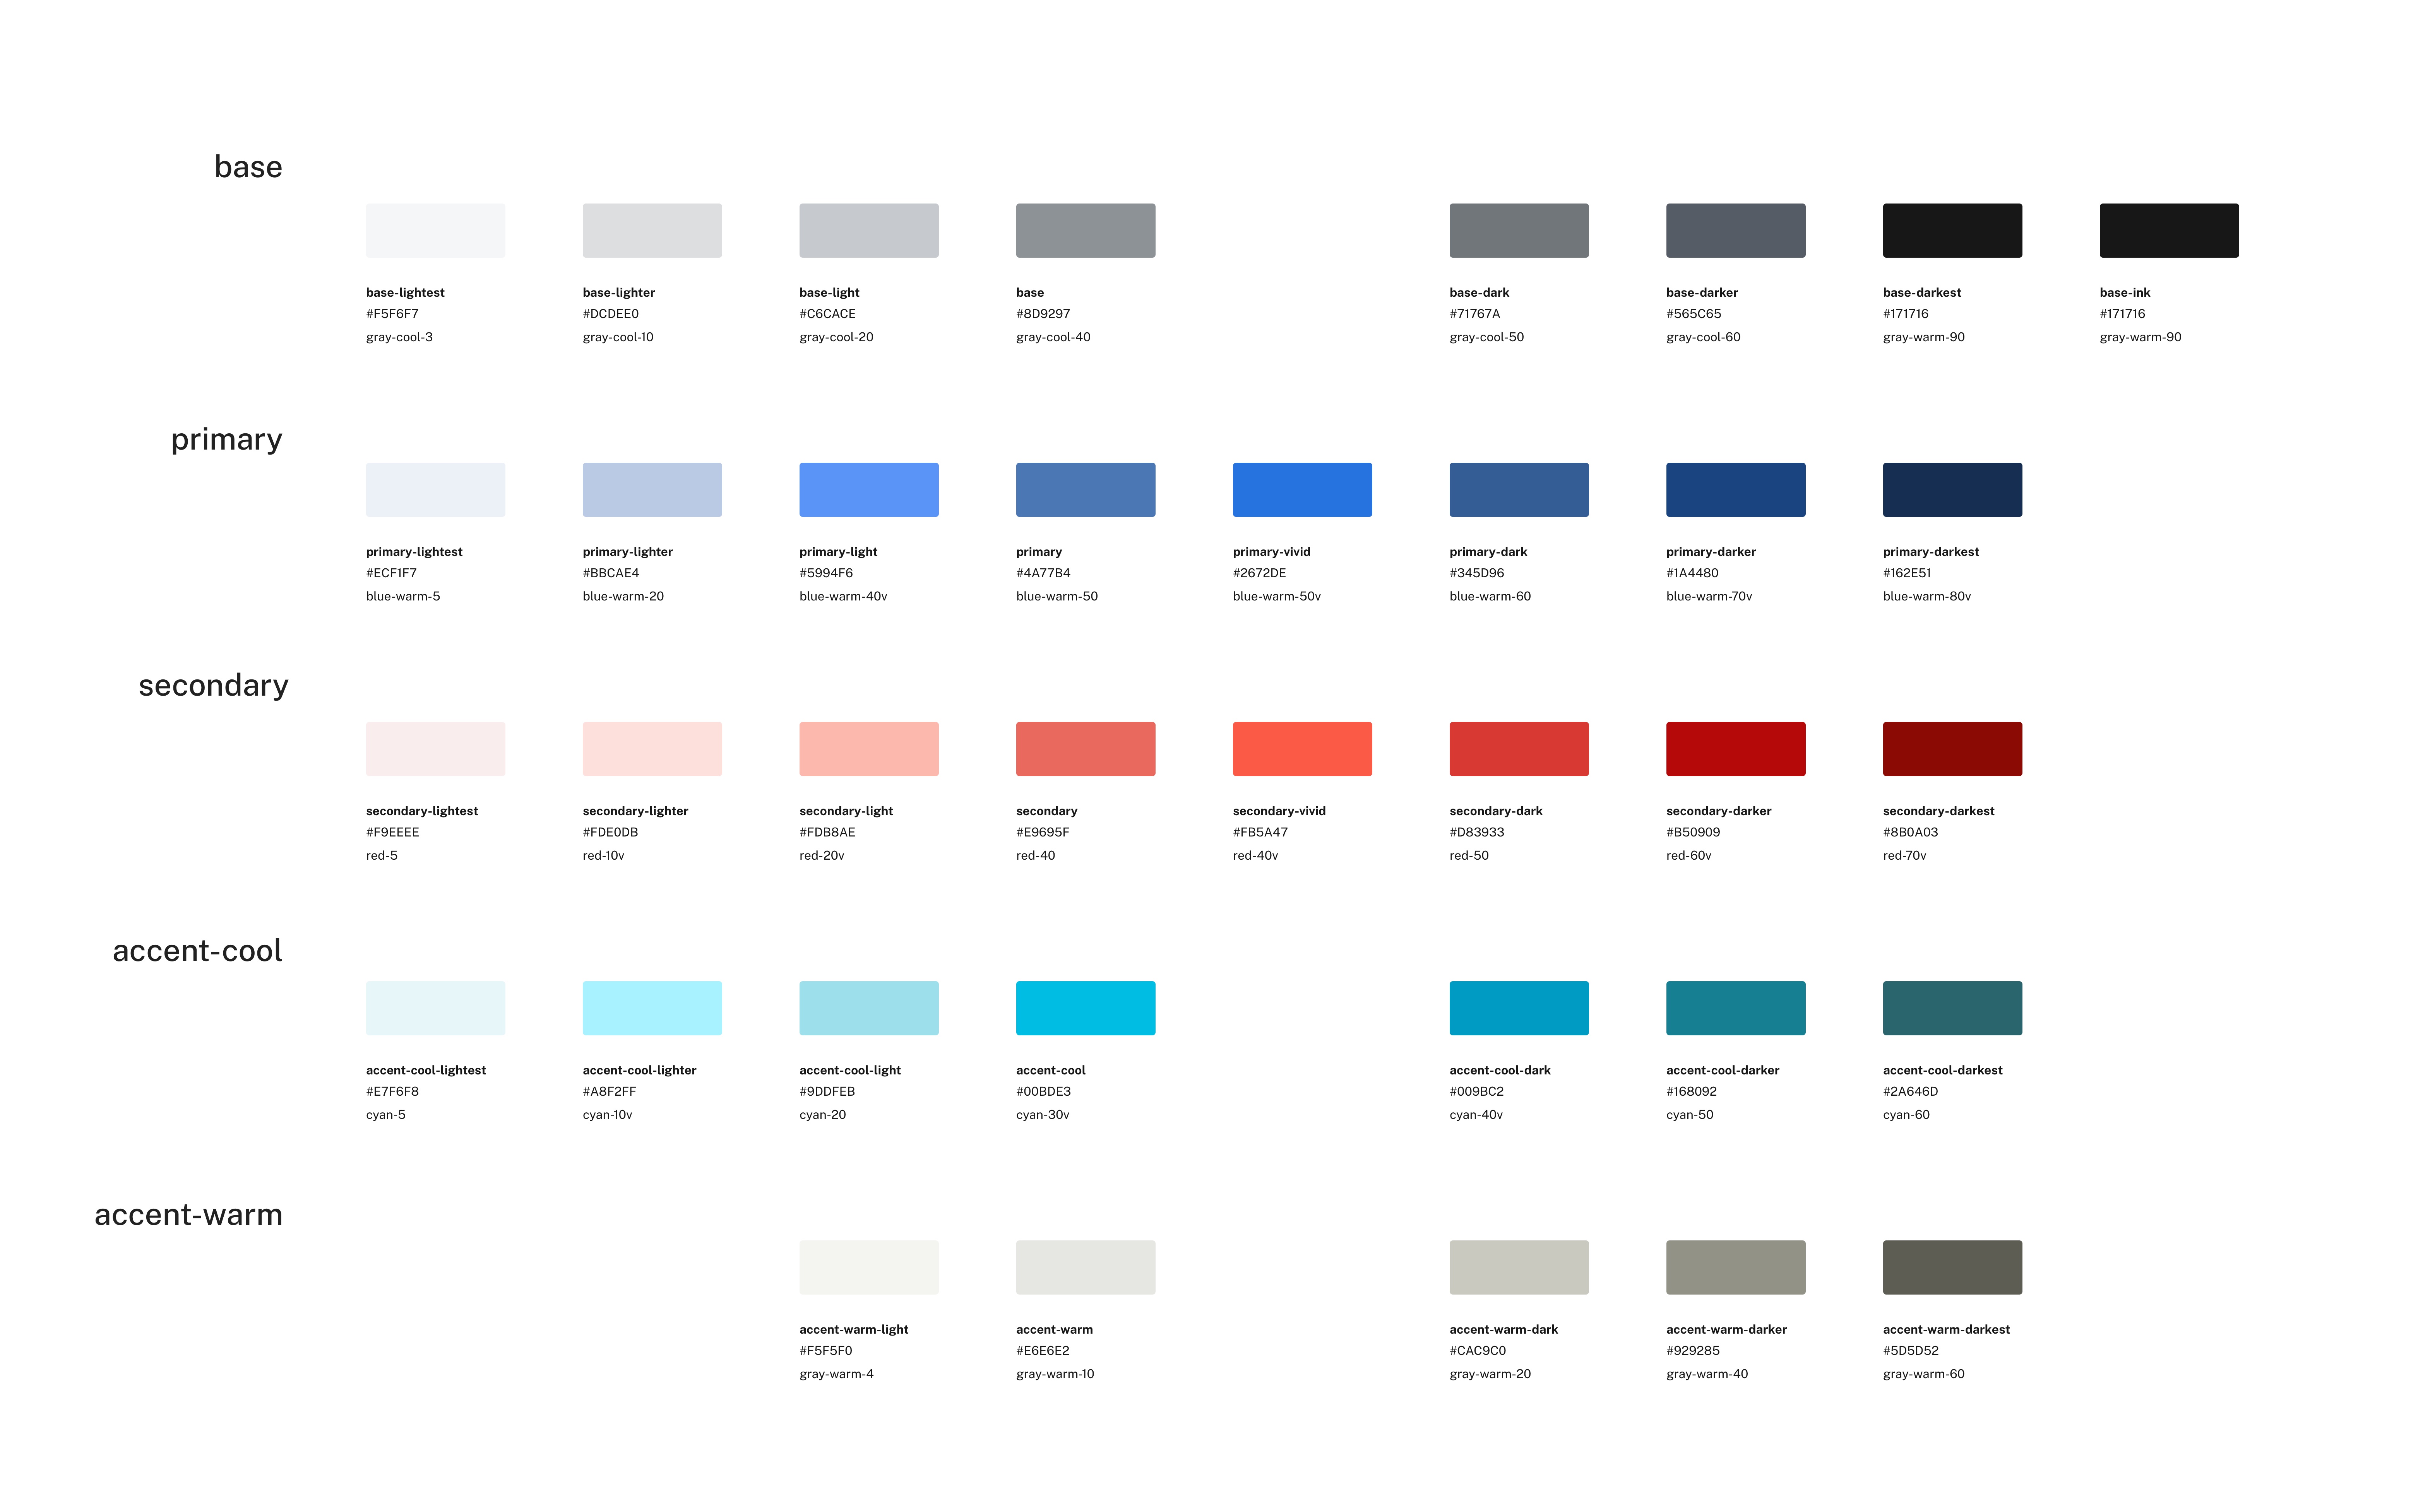 base
base-lightest
#F5F6F7
gray-cool-3
base-lighter
#DCDEE0
gray-cool-10
base-light
#C6CACE
gray-cool-20
base
#8D9297
gray-cool-40
base-dark
#71767A
gray-cool-50
base-darker
#565C65
gray-cool-60
base-darkest
#171716
gray-warm-90
base-ink
#171716
gray-warm-90
primary
primary-lightest
#ECF1F7
blue-warm-5
primary-lighter
#BBCAE4
blue-warm-20
primary-light
#5994F6
blue-warm-40v
primary
#4A77B4
blue-warm-50
primary-vivid
#2672DE
blue-warm-50v
primary-dark
#345D96
blue-warm-60
primary-darker
#1A4480
blue-warm-70v
primary-darkest
#162E51
blue-warm-80v
secondary
secondary-lightest
#F9EEEE
red-5
secondary-lighter
#FDE0DB
red-10v
secondary-light
#FDB8AE
red-20v
secondary
#E9695F
red-40
secondary-vivid
#FB5A47
red-40v
secondary-dark
#D83933
red-50
secondary-darker
#B50909
red-60v
secondary-darkest
#8B0A03
red-70v
accent-cool
accent-cool-lightest
#E7F6F8
cyan-5
accent-cool-lighter
#A8F2FF
cyan-10v
accent-cool-light
#9DDFEB
cyan-20
accent-cool
#00BDE3
cyan-30v
accent-cool-dark
#009BC2
cyan-40v
accent-cool-darker
#168092
cyan-50
accent-cool-darkest
#2A646D
cyan-60
accent-warm
accent-warm-light
#F5F5F0
gray-warm-4
accent-warm
#E6E6E2
gray-warm-10
accent-warm-dark
#CAC9C0
gray-warm-20
accent-warm-darker
#929285
gray-warm-40
accent-warm-darkest
#5D5D52
gray-warm-60